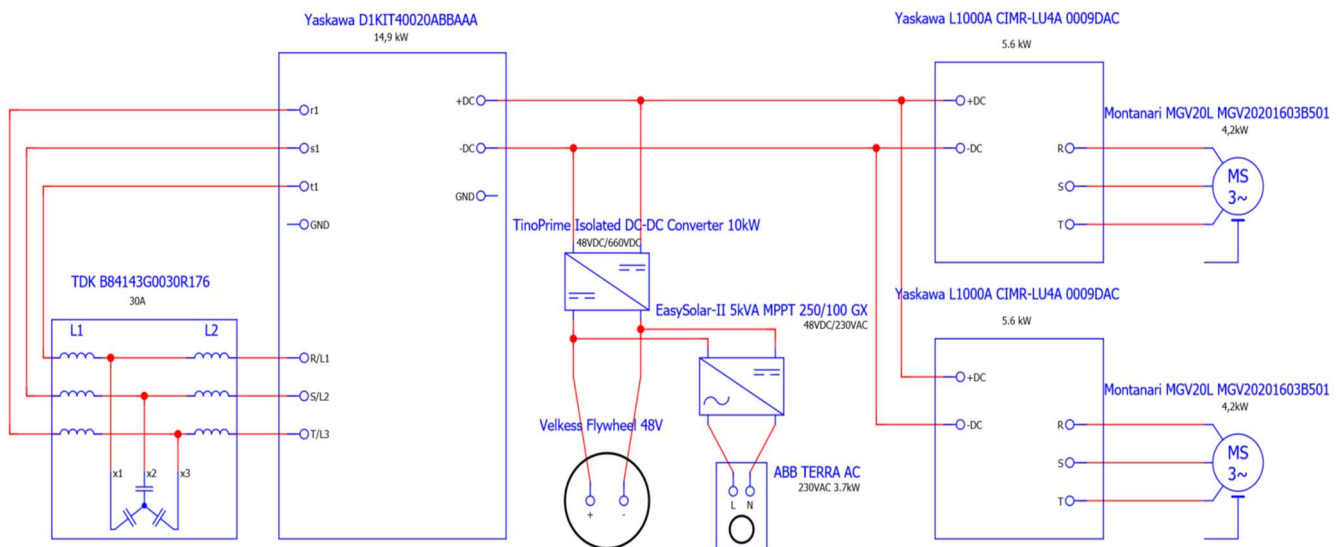 Yaskawa D1KIT40020ABBAAA
14,9 kW
r1
s1
t1
GND
+DC
-DC
GND
R/L1
S/L2
T/L3
TDK B84143G0030R176
30A
L1
L2
x1
x2
x3
TinoPrime Isolated DC-DC Converter 10kW
48VDC/660VDC
EasySolar-II 5kVA MPPT 250/100 GX
48VDC/230VAC
Velkess Flywheel 48V
+
-
ABB TERRA AC
230VAC 3.7kW
L
N
Yaskawa L1000A CIMR-LU4A 0009DAC
5.6 kW
+DC
-DC
R
S
T
Montanari MGV20L MGV20201603B501
4,2kW
MS
3~
Yaskawa L1000A CIMR-LU4A 0009DAC
5.6 kW
+DC
-DC
R
S
T
Montanari MGV20L MGV20201603B501
4,2kW
MS
3~